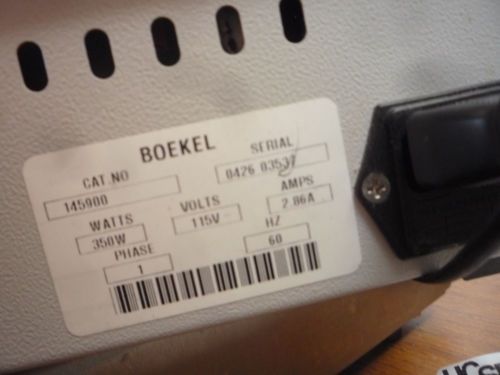 BOEKEL
CAT.NO SERIAL
145900 0426 03537
WATTS VOLTS AMPS
350W 115V 2.86A
PHASE HZ
1 60